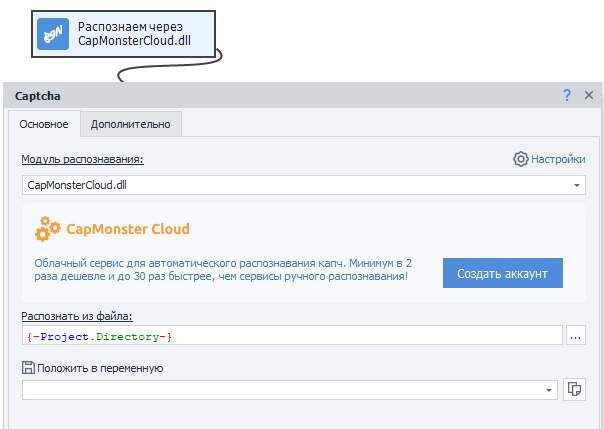 Распознаем через
CapMonsterCloud.dll
Captcha
?
Основное
Дополнительно
Модуль распознавания:
Настройки
CapMonsterCloud.dll
CapMonster Cloud
Облачный сервис для автоматического распознавания капч. Минимум в 2
раза дешевле и до 30 раз быстрее, чем сервисы ручного распознавания!
Создать аккаунт
Распознать из файла:
{-Project.Directory-}
...
Положить в переменную